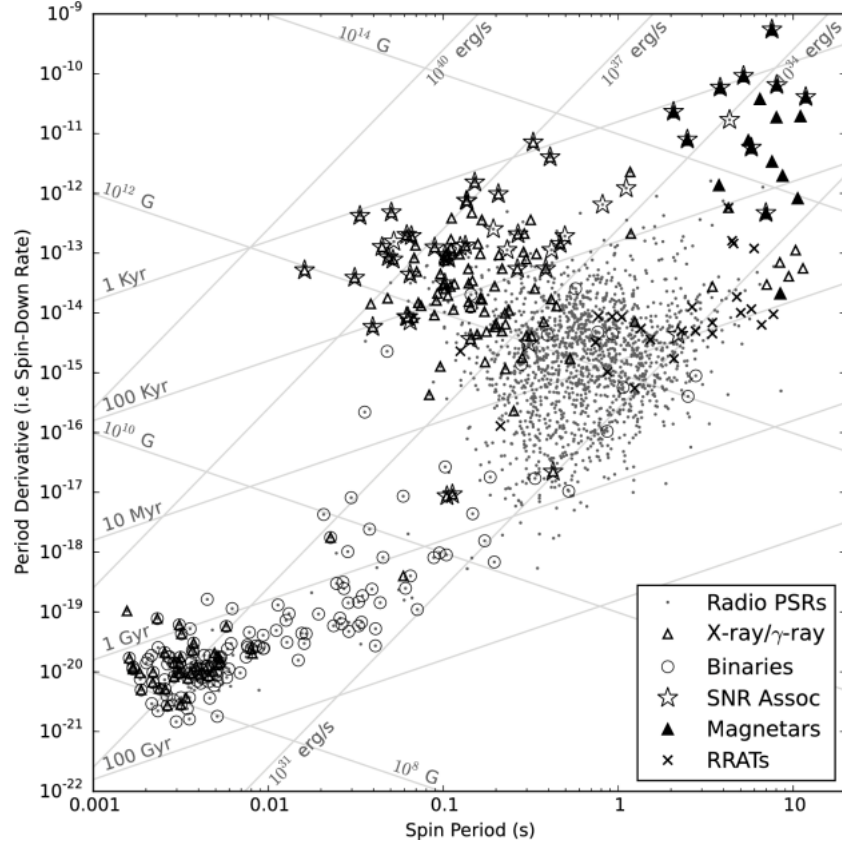 10^-9
10^-10
10^-11
10^-12
10^-13
10^-14
10^-15
10^-16
10^-17
10^-18
10^-19
10^-20
10^-21
10^-22
Period Derivative (i.e Spin-Down Rate)
10^14 G
10^40 erg/s
10^37 erg/s
10^34 erg/s
10^12 G
1 Kyr
100 Kyr
10^10 G
10 Myr
1 Gyr
100 Gyr
10^31 erg/s
10^8 G
Radio PSRs
X-ray/γ-ray
Binaries
SNR Assoc
Magnetars
RRATs
0.001
0.01
0.1
1
10
Spin Period (s)